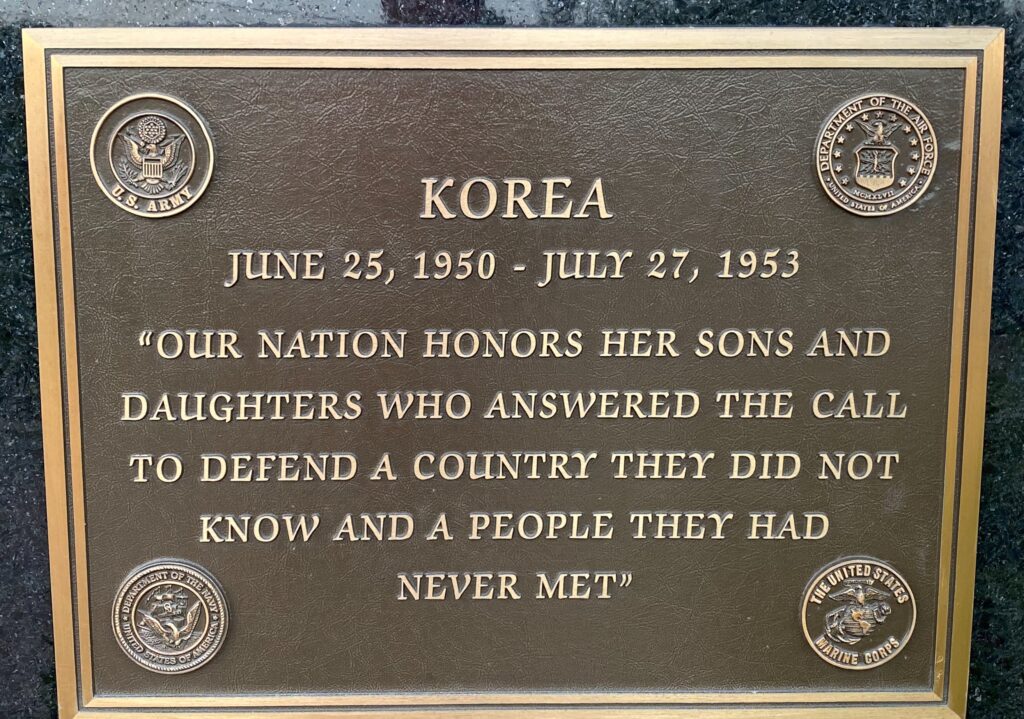 U.S. ARMY
DEPARTMENT OF THE AIR FORCE
UNITED STATES OF AMERICA
MCMXLVII
KOREA
JUNE 25, 1950 - JULY 27, 1953
“OUR NATION HONORS HER SONS AND
DAUGHTERS WHO ANSWERED THE CALL
TO DEFEND A COUNTRY THEY DID NOT
KNOW AND A PEOPLE THEY HAD
NEVER MET”
DEPARTMENT OF THE NAVY
UNITED STATES OF AMERICA
THE UNITED STATES
MARINE CORPS